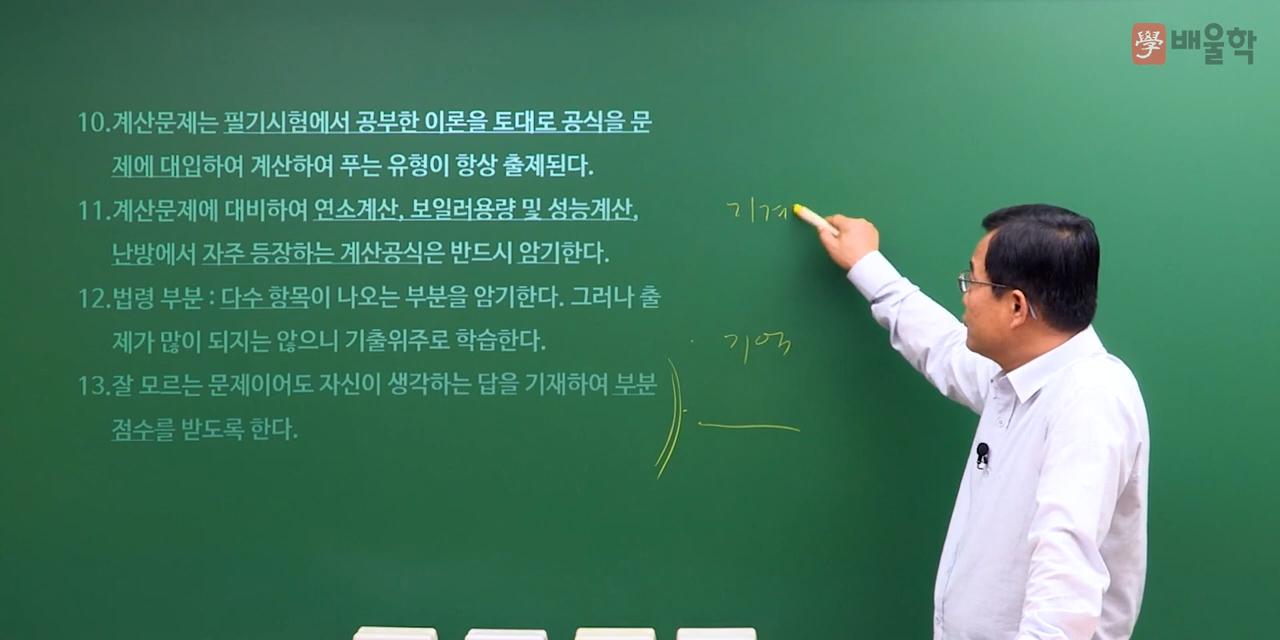 學 배울학
10.계산문제는 필기시험에서 공부한 이론을 토대로 공식을 문
제에 대입하여 계산하여 푸는 유형이 항상 출제된다.
11.계산문제에 대비하여 연소계산, 보일러용량 및 성능계산,
난방에서 자주 등장하는 계산공식은 반드시 암기한다.
12.법령 부분 : 다수 항목이 나오는 부분을 암기한다. 그러나 출
제가 많이 되지는 않으니 기출위주로 학습한다.
13.잘 모르는 문제이어도 자신이 생각하는 답을 기재하여 부분
점수를 받도록 한다.
기계
기억